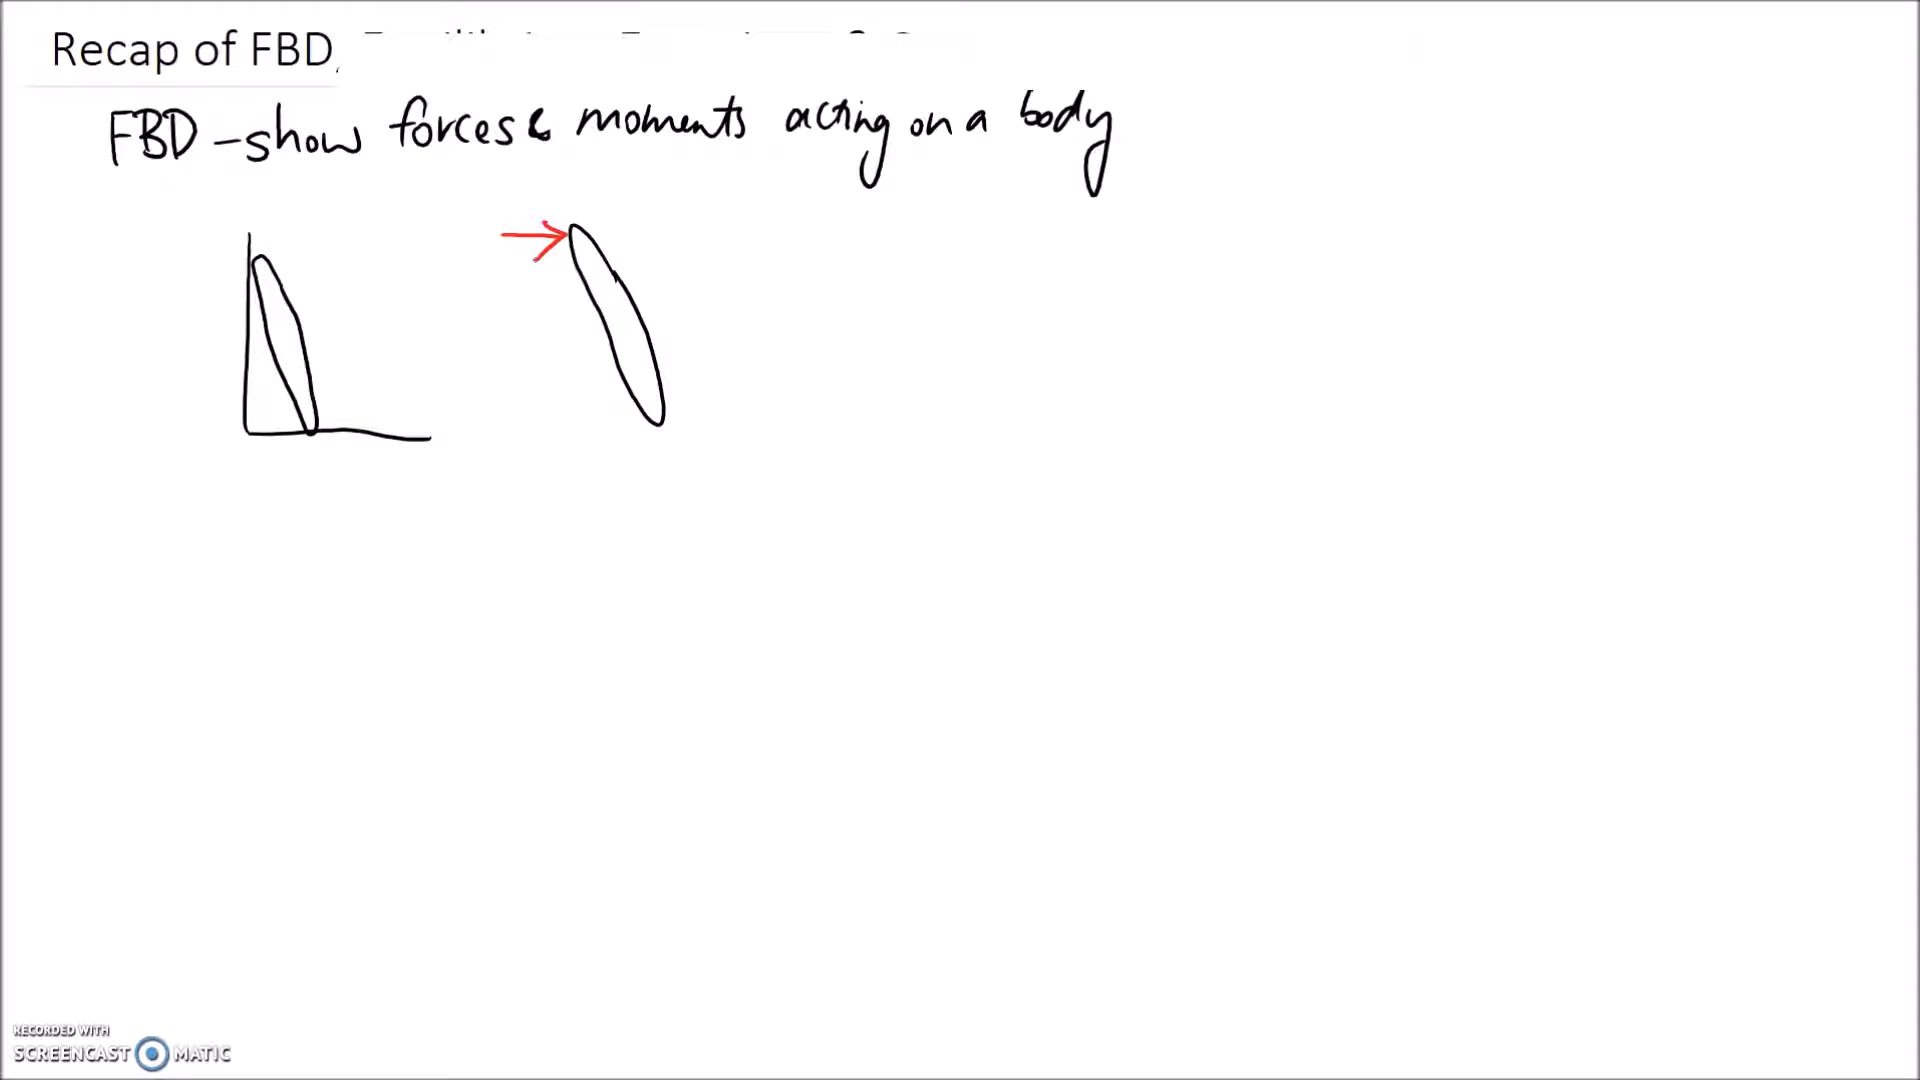 Recap of FBD,
FBD - show forces & moments acting on a body
RECORDED WITH
SCREENCAST MATIC